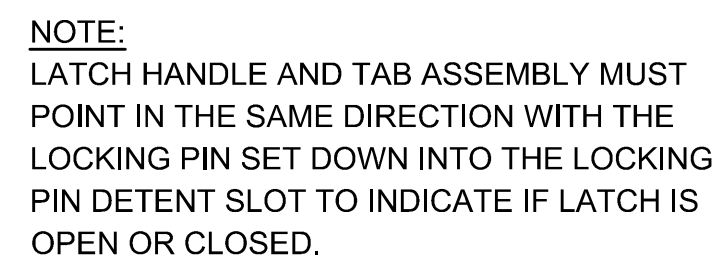 NOTE:
LATCH HANDLE AND TAB ASSEMBLY MUST
POINT IN THE SAME DIRECTION WITH THE
LOCKING PIN SET DOWN INTO THE LOCKING
PIN DETENT SLOT TO INDICATE IF LATCH IS
OPEN OR CLOSED.